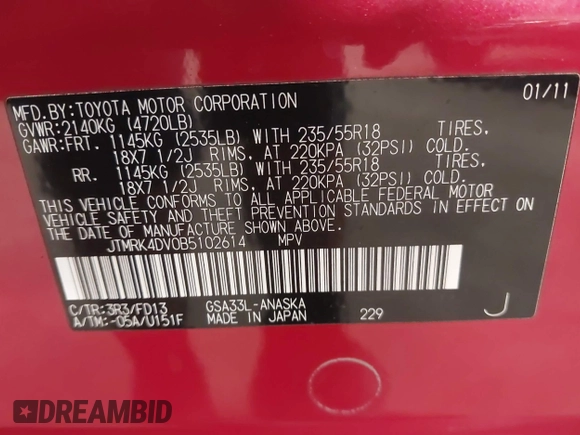 01/11
MFD.BY:TOYOTA MOTOR CORPORATION
GVWR:2140KG (4720LB)
GAWR:FRT. 1145KG (2535LB) WITH 235/55R18 TIRES,
18X7 1/2J RIMS, AT 220KPA (32PSI) COLD.
RR. 1145KG (2535LB) WITH 235/55R18 TIRES,
18X7 1/2J RIMS, AT 220KPA (32PSI) COLD.
THIS VEHICLE CONFORMS TO ALL APPLICABLE FEDERAL MOTOR
VEHICLE SAFETY AND THEFT PREVENTION STANDARDS IN EFFECT ON
THE DATE OF MANUFACTURE SHOWN ABOVE.
JTMRK4DV0B5102614 MPV
C/TR:3R3/FD13 GSA33L-ANASKA
A/TM:-05A/U151F MADE IN JAPAN 229 J
DREAMBID